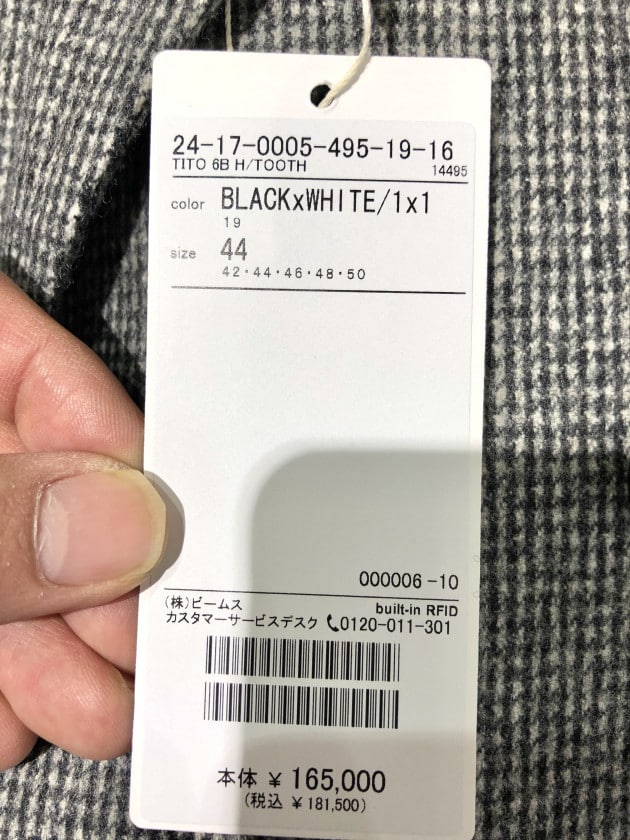 24-17-0005-495-19-16
TITO 6B H/TOOTH 14495
color BLACKxWHITE/1x1
19
size 44
42・44・46・48・50
000006-10
(株)ビームス built-in RFID
カスタマーサービスデスク 📞0120-011-301
本体 ¥ 165,000
(税込 ¥ 181,500)